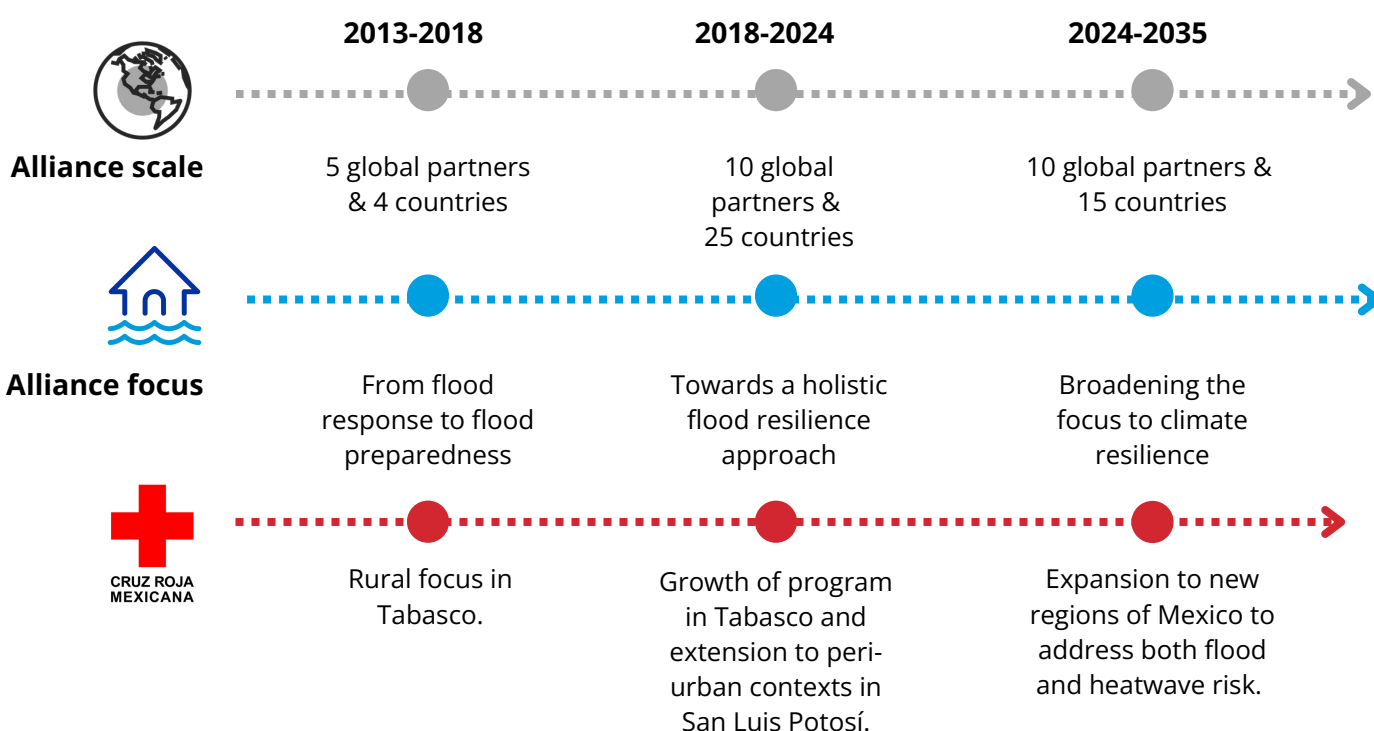 2013-2018
2018-2024
2024-2035
Alliance scale
5 global partners
& 4 countries
10 global
partners &
25 countries
10 global partners &
15 countries
Alliance focus
From flood
response to flood
preparedness
Towards a holistic
flood resilience
approach
Broadening the
focus to climate
resilience
CRUZ ROJA
MEXICANA
Rural focus in
Tabasco.
Growth of program
in Tabasco and
extension to peri-
urban contexts in
San Luis Potosí.
Expansion to new
regions of Mexico to
address both flood
and heatwave risk.